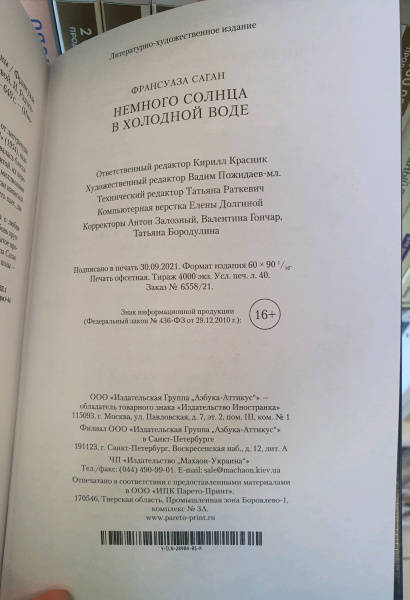 Литературно-художественное издание
ФРАНСУАЗА САГАН
НЕМНОГО СОЛНЦА
В ХОЛОДНОЙ ВОДЕ
Ответственный редактор Кирилл Красник
Художественный редактор Вадим Пожидаев-мл.
Технический редактор Татьяна Раткевич
Компьютерная верстка Елены Долгиной
Корректоры Антон Залозный, Валентина Гончар,
Татьяна Бородулина
Подписано в печать 30.09.2021. Формат издания 60 × 90 1/16.
Печать офсетная. Тираж 4000 экз. Усл. печ. л. 40.
Заказ № 6558/21.
Знак информационной продукции
(Федеральный закон № 436-ФЗ от 29.12.2010 г.):
16+
ООО «Издательская Группа „Азбука-Аттикус“» —
обладатель товарного знака «Издательство Иностранка»
115093, г. Москва, ул. Павловская, д. 7, эт. 2, пом. III, ком. № 1
Филиал ООО «Издательская Группа „Азбука-Аттикус“»
в Санкт-Петербурге
191123, г. Санкт-Петербург, Воскресенская наб., д. 12, лит. А
ЧП «Издательство „Махаон-Украина“»
Тел./факс: (044) 490-99-01. E-mail: sale@machaon.kiev.ua
Отпечатано в соответствии с предоставленными материалами
в ООО «ИПК Парето-Принт».
170546, Тверская область, Промышленная зона Боровлево-1,
комплекс № 3А.
www.pareto-print.ru